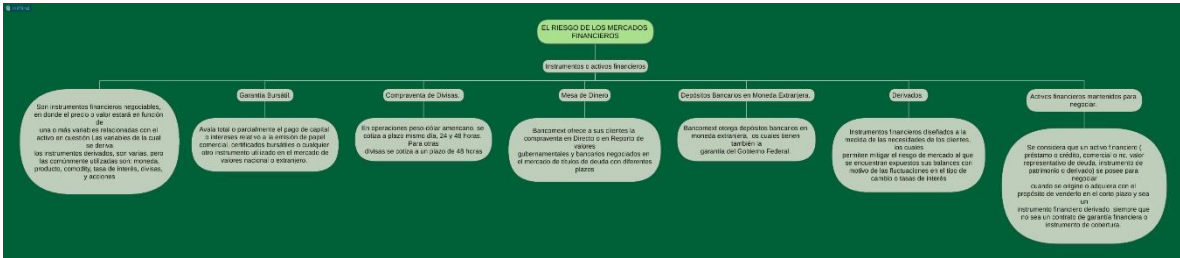 EL RIESGO DE LOS MERCADOS
FINANCIEROS
Instrumentos o activos financieros
Son instrumentos financieros negociables,
en donde el precio o valor estará en función
de
una o más variables relacionadas con el
activo en cuestión Las variables de la cual
se deriva
los instrumentos derivados, son varias, pero
las comúnmente utilizadas son: moneda,
producto, comodity, tasa de interés, divisas,
y acciones
Garantía Bursátil.
Avala total o parcialmente el pago de capital
o intereses relativo a la emisión de papel
comercial, certificados bursátiles o cualquier
otro instrumento utilizado en el mercado de
valores nacional o extranjero.
Compraventa de Divisas.
En operaciones peso-dólar americano, se
cotiza a plazo mismo día, 24 y 48 horas.
Para otras
divisas se cotiza a un plazo de 48 horas
Mesa de Dinero
Bancomext ofrece a sus clientes la
compraventa en Directo o en Reporto de
valores
gubernamentales y bancarios negociados en
el mercado de títulos de deuda con diferentes
plazos
Depósitos Bancarios en Moneda Extranjera.
Bancomext otorga depósitos bancarios en
moneda extranjera, los cuales tienen
también la
garantía del Gobierno Federal.
Derivados
Instrumentos financieros diseñados a la
medida de las necesidades de los clientes,
los cuales
permiten mitigar el riesgo de mercado al que
se encuentran expuestos sus balances con
motivo de las fluctuaciones en el tipo de
cambio o tasas de interés
Activos financieros mantenidos para
negociar.
Se considera que un activo financiero (
préstamo o crédito, comercial o no, valor
representativo de deuda, instrumento de
patrimonio o derivado) se posee para
negociar
cuando se origine o adquiera con el
propósito de venderlo en el corto plazo y sea
un
instrumento financiero derivado, siempre que
no sea un contrato de garantía financiera o
instrumento de cobertura.